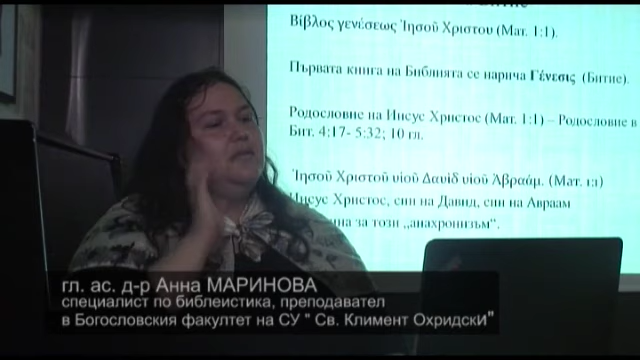 Битие
Βίβλος γενέσεως Ἰησοῦ Χριστου (Мат. 1:1).
Първата книга на Библията се нарича Γένεσις (Битие).
Родословие на Иисус Христос (Мат. 1:1) – Родословие в
Бит. 4:17- 5:32; 10 гл.
Ἰησοῦ Χριστοῦ υἱοῦ Δαυὶδ υἱοῦ Ἀβραάμ. (Мат. 1:1)
Иисус Христос, син на Давид, син на Авраам
за този „анахронизъм“.
гл. ас. д-р Анна МАРИНОВА
специалист по библеистика, преподавател
в Богословския факултет на СУ " Св. Климент Охридски"